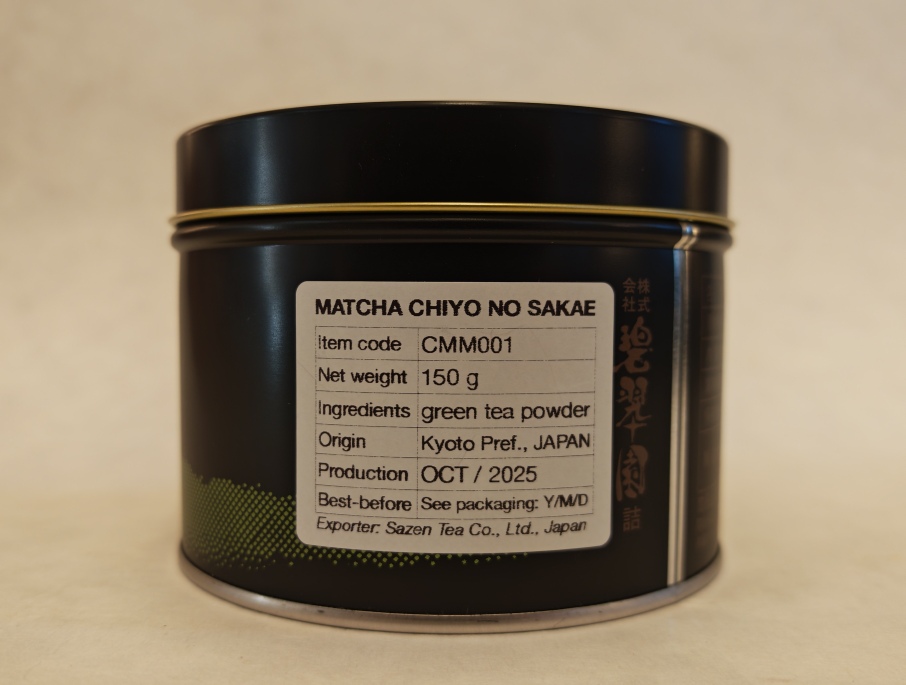 MATCHA CHIYO NO SAKAE
Item code CMM001
Net weight 150 g
Ingredients green tea powder
Origin Kyoto Pref., JAPAN
Production OCT / 2025
Best-before See packaging: Y/M/D
Exporter: Sazen Tea Co., Ltd., Japan
株式会社
碧翆園
詰